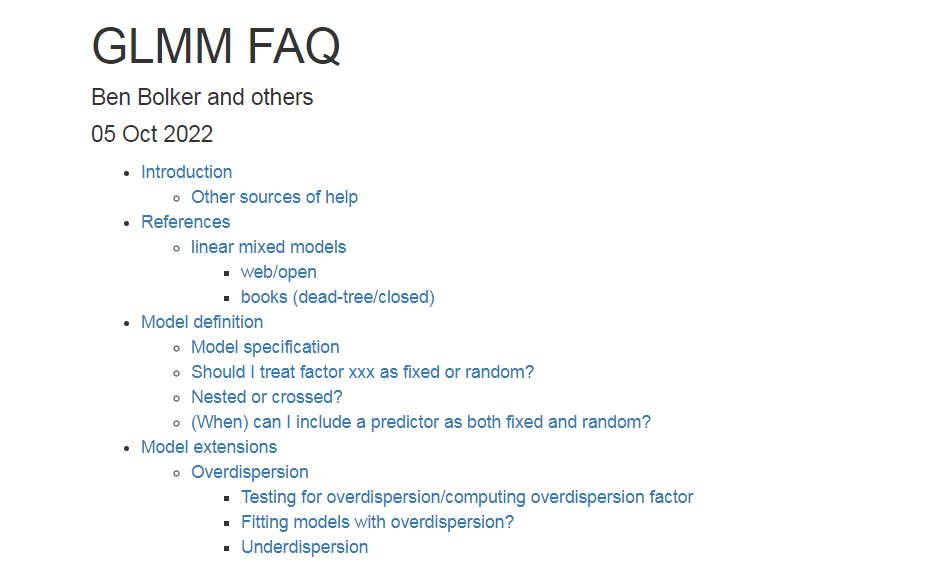 GLMM FAQ
Ben Bolker and others
05 Oct 2022
Introduction
Other sources of help
References
linear mixed models
web/open
books (dead-tree/closed)
Model definition
Model specification
Should I treat factor xxx as fixed or random?
Nested or crossed?
(When) can I include a predictor as both fixed and random?
Model extensions
Overdispersion
Testing for overdispersion/computing overdispersion factor
Fitting models with overdispersion?
Underdispersion